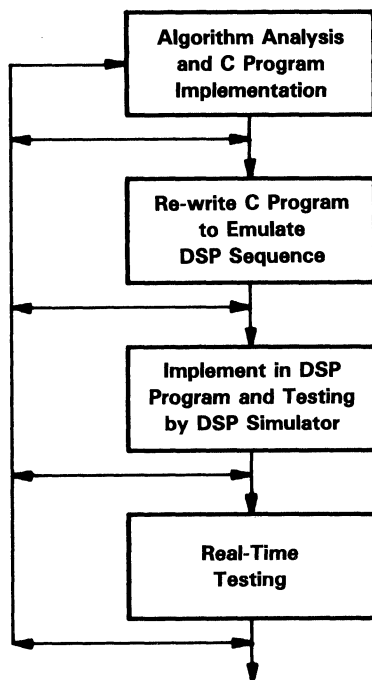 Algorithm Analysis
and C Program
Implementation
Re-write C Program
to Emulate
DSP Sequence
Implement in DSP
Program and Testing
by DSP Simulator
Real-Time
Testing